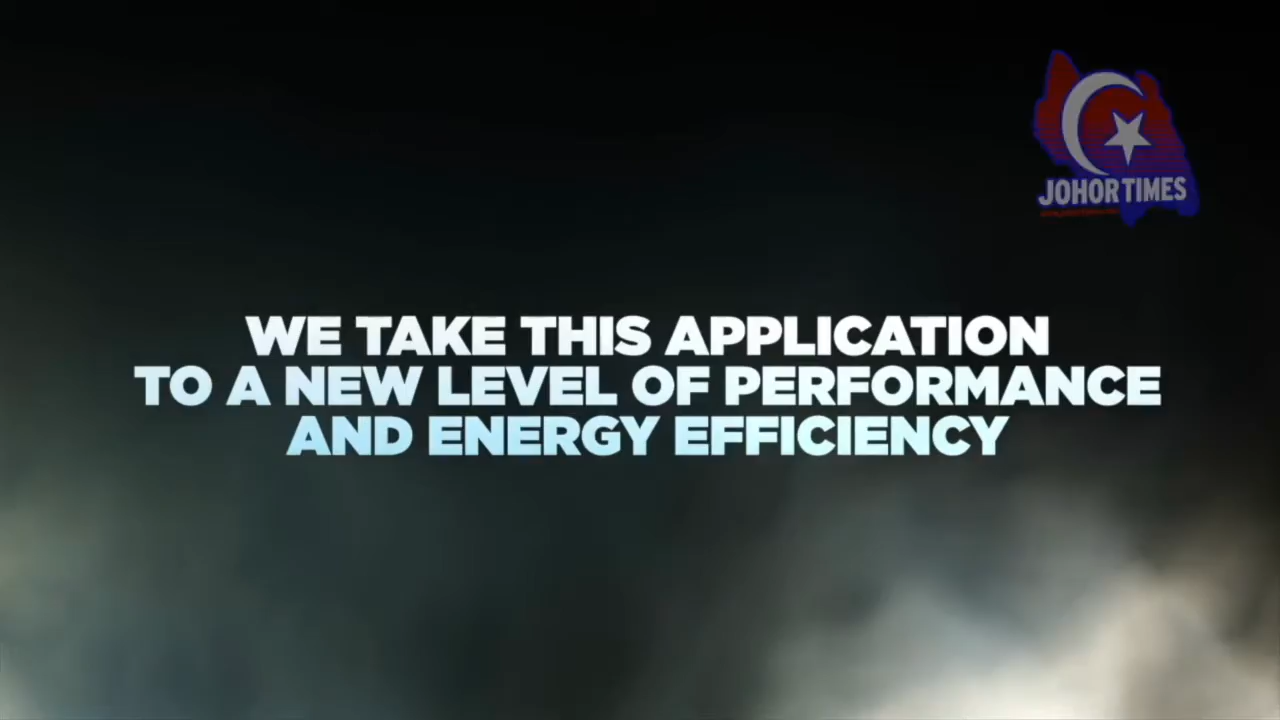 JOHOR TIMES
WE TAKE THIS APPLICATION
TO A NEW LEVEL OF PERFORMANCE
AND ENERGY EFFICIENCY